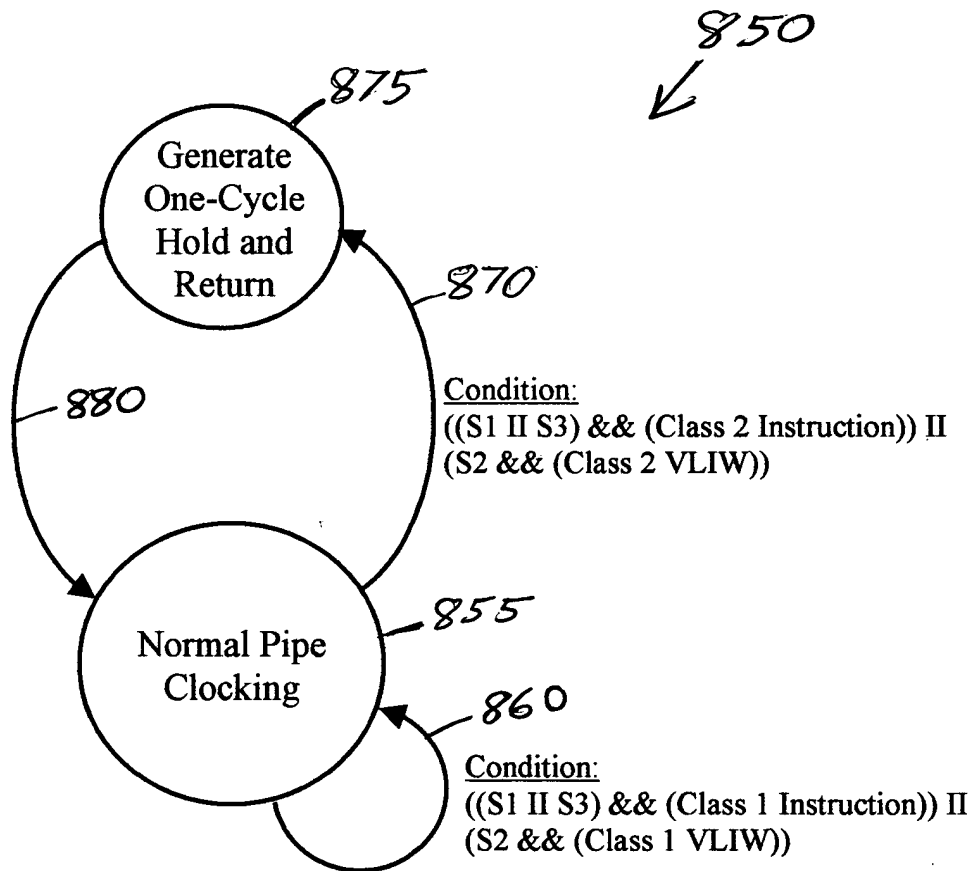 850
875
Generate
One-Cycle
Hold and
Return
870
880
Condition:
((S1 II S3) && (Class 2 Instruction)) II
(S2 && (Class 2 VLIW))
855
Normal Pipe
Clocking
860
Condition:
((S1 II S3) && (Class 1 Instruction)) II
(S2 && (Class 1 VLIW))